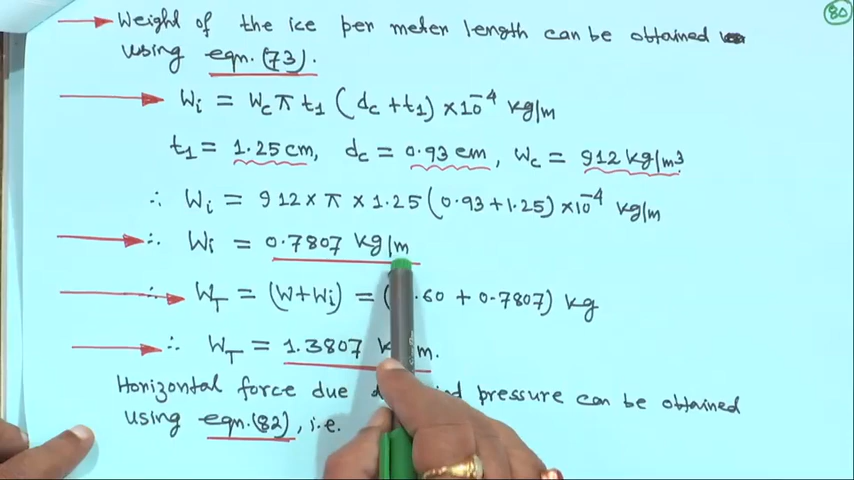 80
→ Weight of the ice per meter length can be obtained
using eqn.(73).
→ Wi = Wc π t1 (dc + t1) × 10⁻⁴ kg/m
t1 = 1.25 cm, dc = 0.93 cm, Wc = 912 kg/m³
∴ Wi = 912 × π × 1.25 (0.93 + 1.25) × 10⁻⁴ kg/m
→ ∴ Wi = 0.7807 kg/m
→ ∴ WT = (W + Wi) = ( .60 + 0.7807) kg
→ ∴ WT = 1.3807 k m.
Horizontal force due pressure can be obtained
using eqn.(82), i.e.